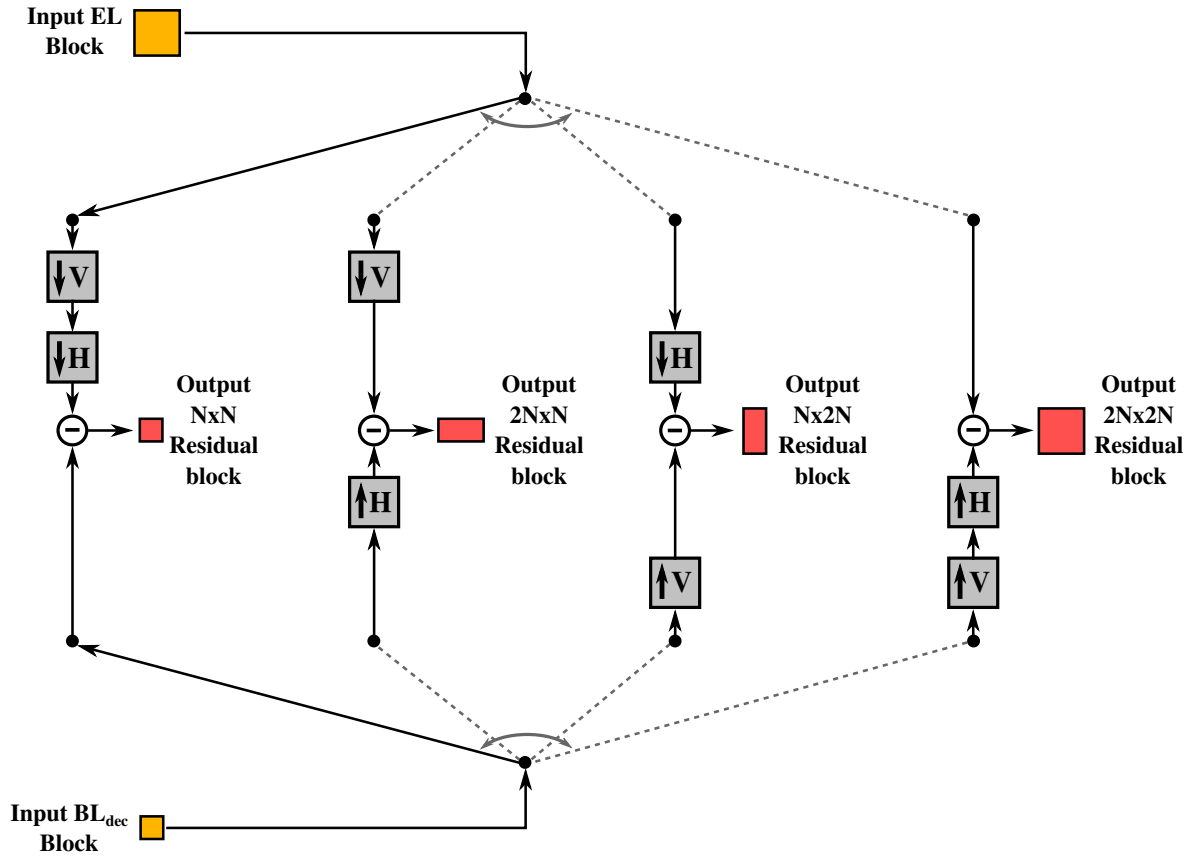 Input EL
Block
V
V
H
H
Output
NxN
Residual
block
Output
2NxN
Residual
block
Output
Nx2N
Residual
block
Output
2Nx2N
Residual
block
−
−
−
−
H
H
V
V
Input BLdec
Block